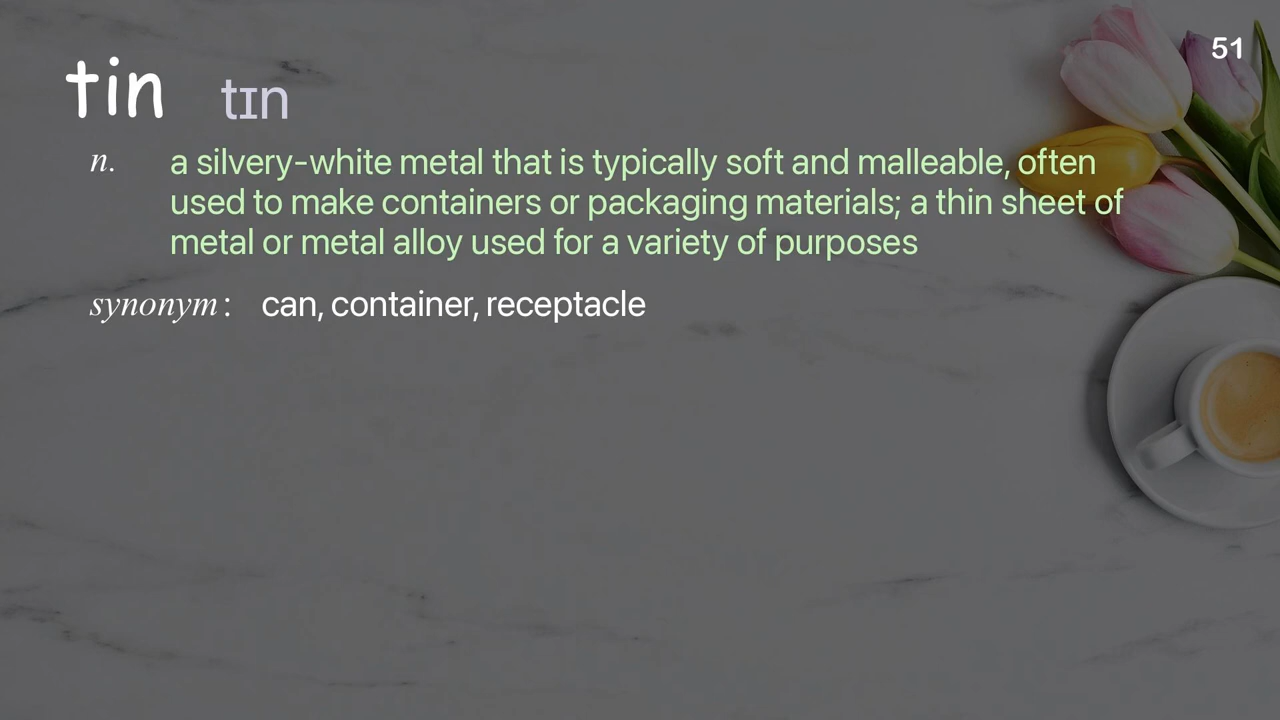 51
tin tɪn
n. a silvery-white metal that is typically soft and malleable, often
used to make containers or packaging materials; a thin sheet of
metal or metal alloy used for a variety of purposes
synonym: can, container, receptacle